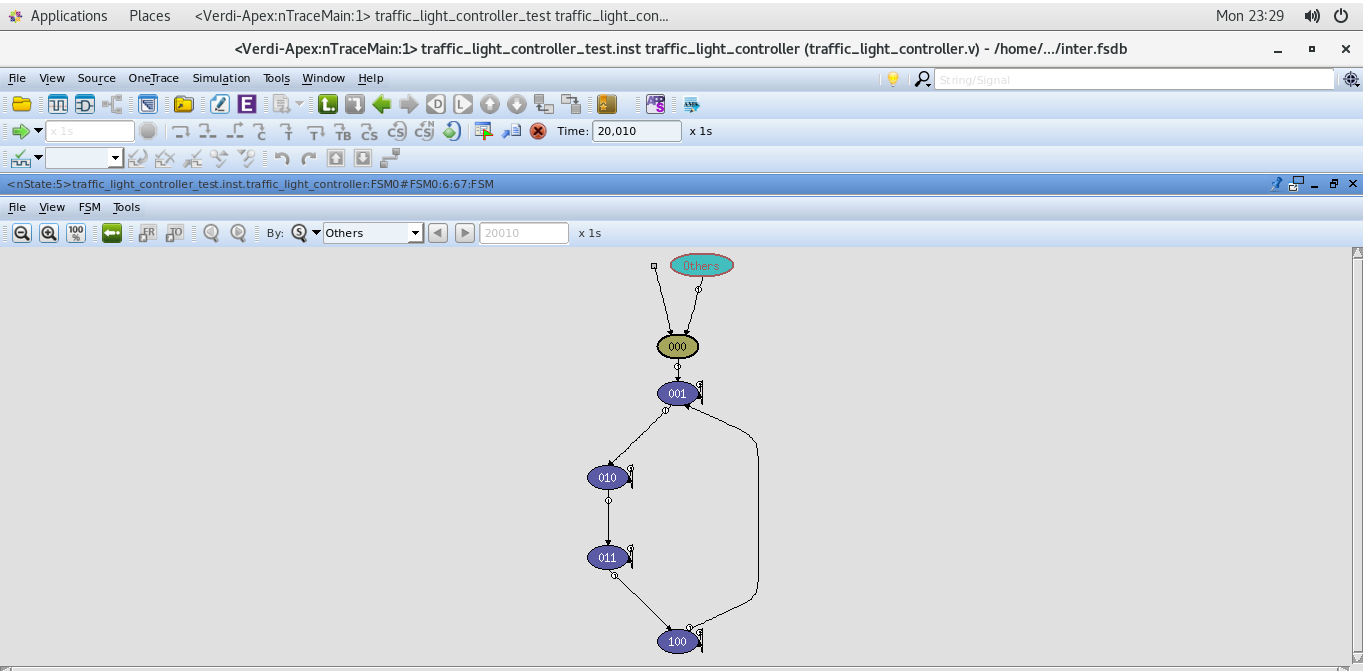 Applications Places <Verdi-Apex:nTraceMain:1> traffic_light_controller_test traffic_light_con... Mon 23:29
<Verdi-Apex:nTraceMain:1> traffic_light_controller_test.inst traffic_light_controller (traffic_light_controller.v) - /home/.../inter.fsdb
File View Source OneTrace Simulation Tools Window Help String/Signal
x 1s Time: 20,010 x 1s
<nState:5>traffic_light_controller_test.inst.traffic_light_controller:FSM0#FSM0:6:67:FSM
File View FSM Tools
100 % FR TO By: S Others 20010 x 1s
Others
000
001
010
011
100